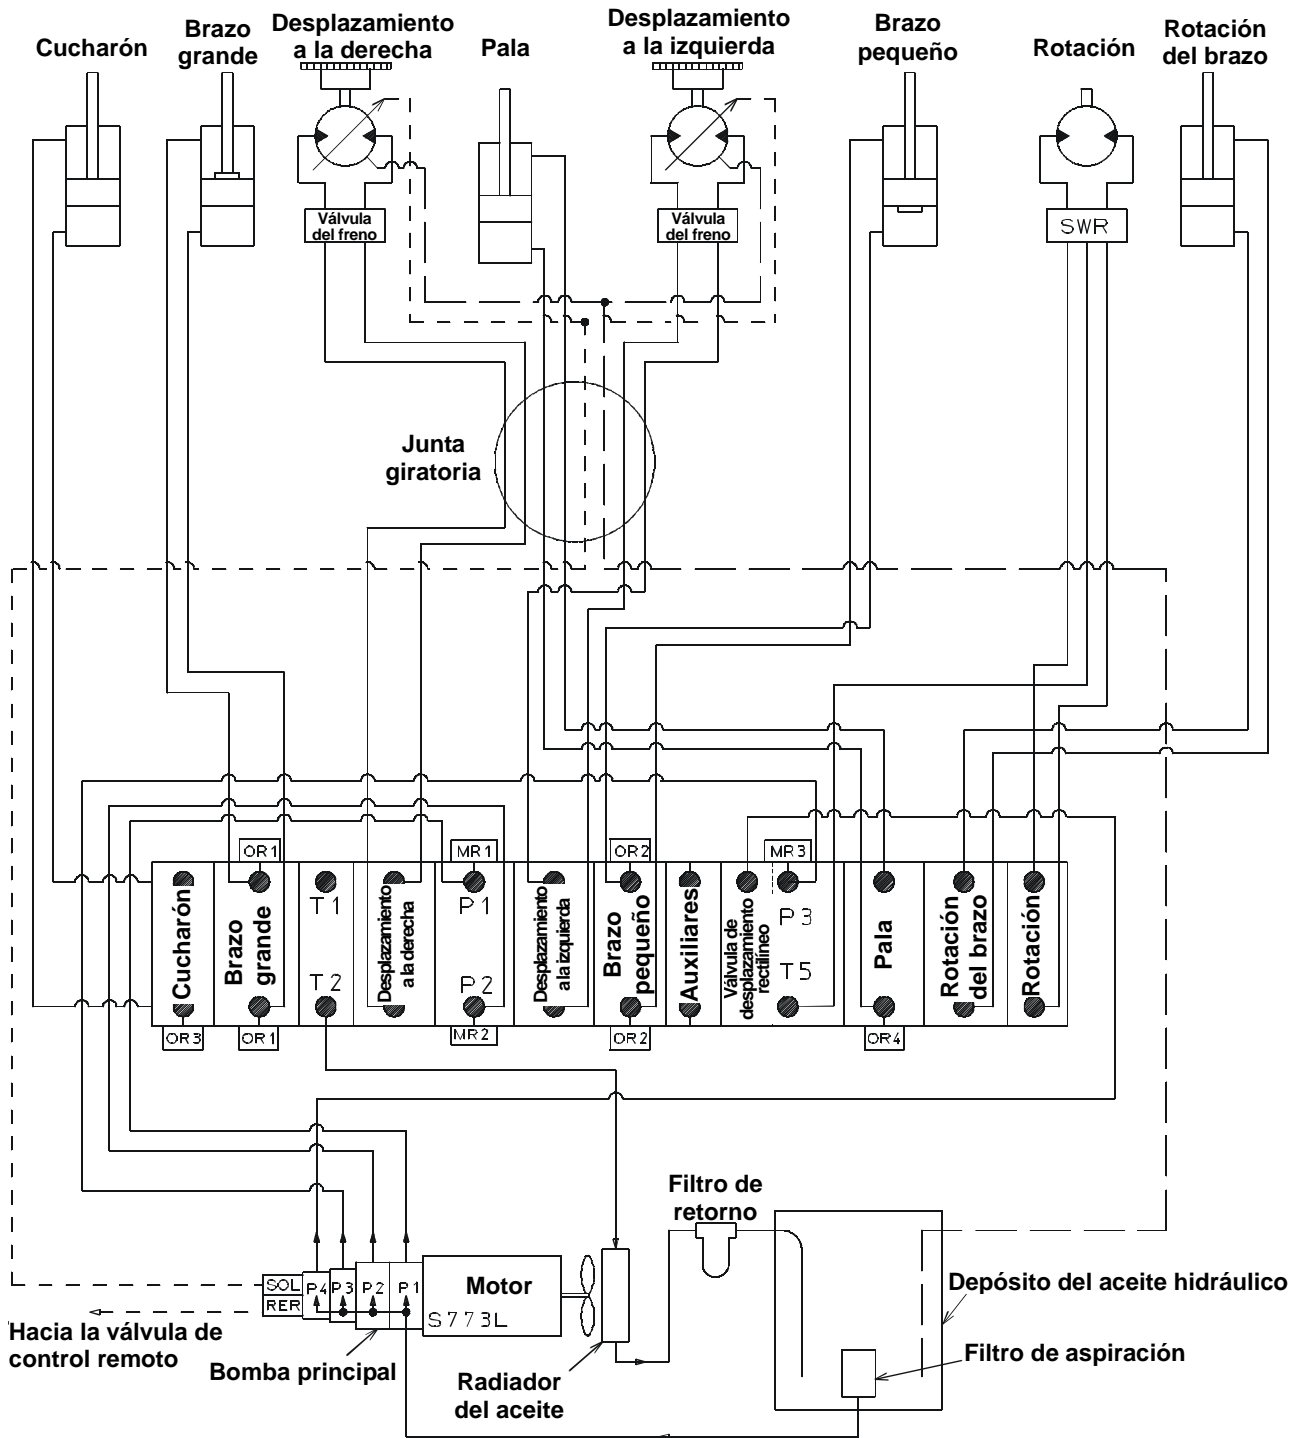 Cucharón
Brazo
grande
Desplazamiento
a la derecha
Pala
Desplazamiento
a la izquierda
Brazo
pequeño
Rotación
Rotación
del brazo
Válvula
del freno
Válvula
del freno
SWR
Junta
giratoria
OR1
MR1
OR2
MR3
Cucharón
Brazo
grande
T1
T2
Desplazamiento
a la derecha
P1
P2
Desplazamiento
a la izquierda
Brazo
pequeño
Auxiliares
Válvula de
desplazamiento
rectilíneo
P3
T5
Pala
Rotación
del brazo
Rotación
OR3
OR1
MR2
OR2
OR4
Filtro de
retorno
SOL
RER
P4
P3
P2
P1
Motor
S773L
Depósito del aceite hidráulico
Hacia la válvula de
control remoto
Bomba principal
Radiador
del aceite
Filtro de aspiración